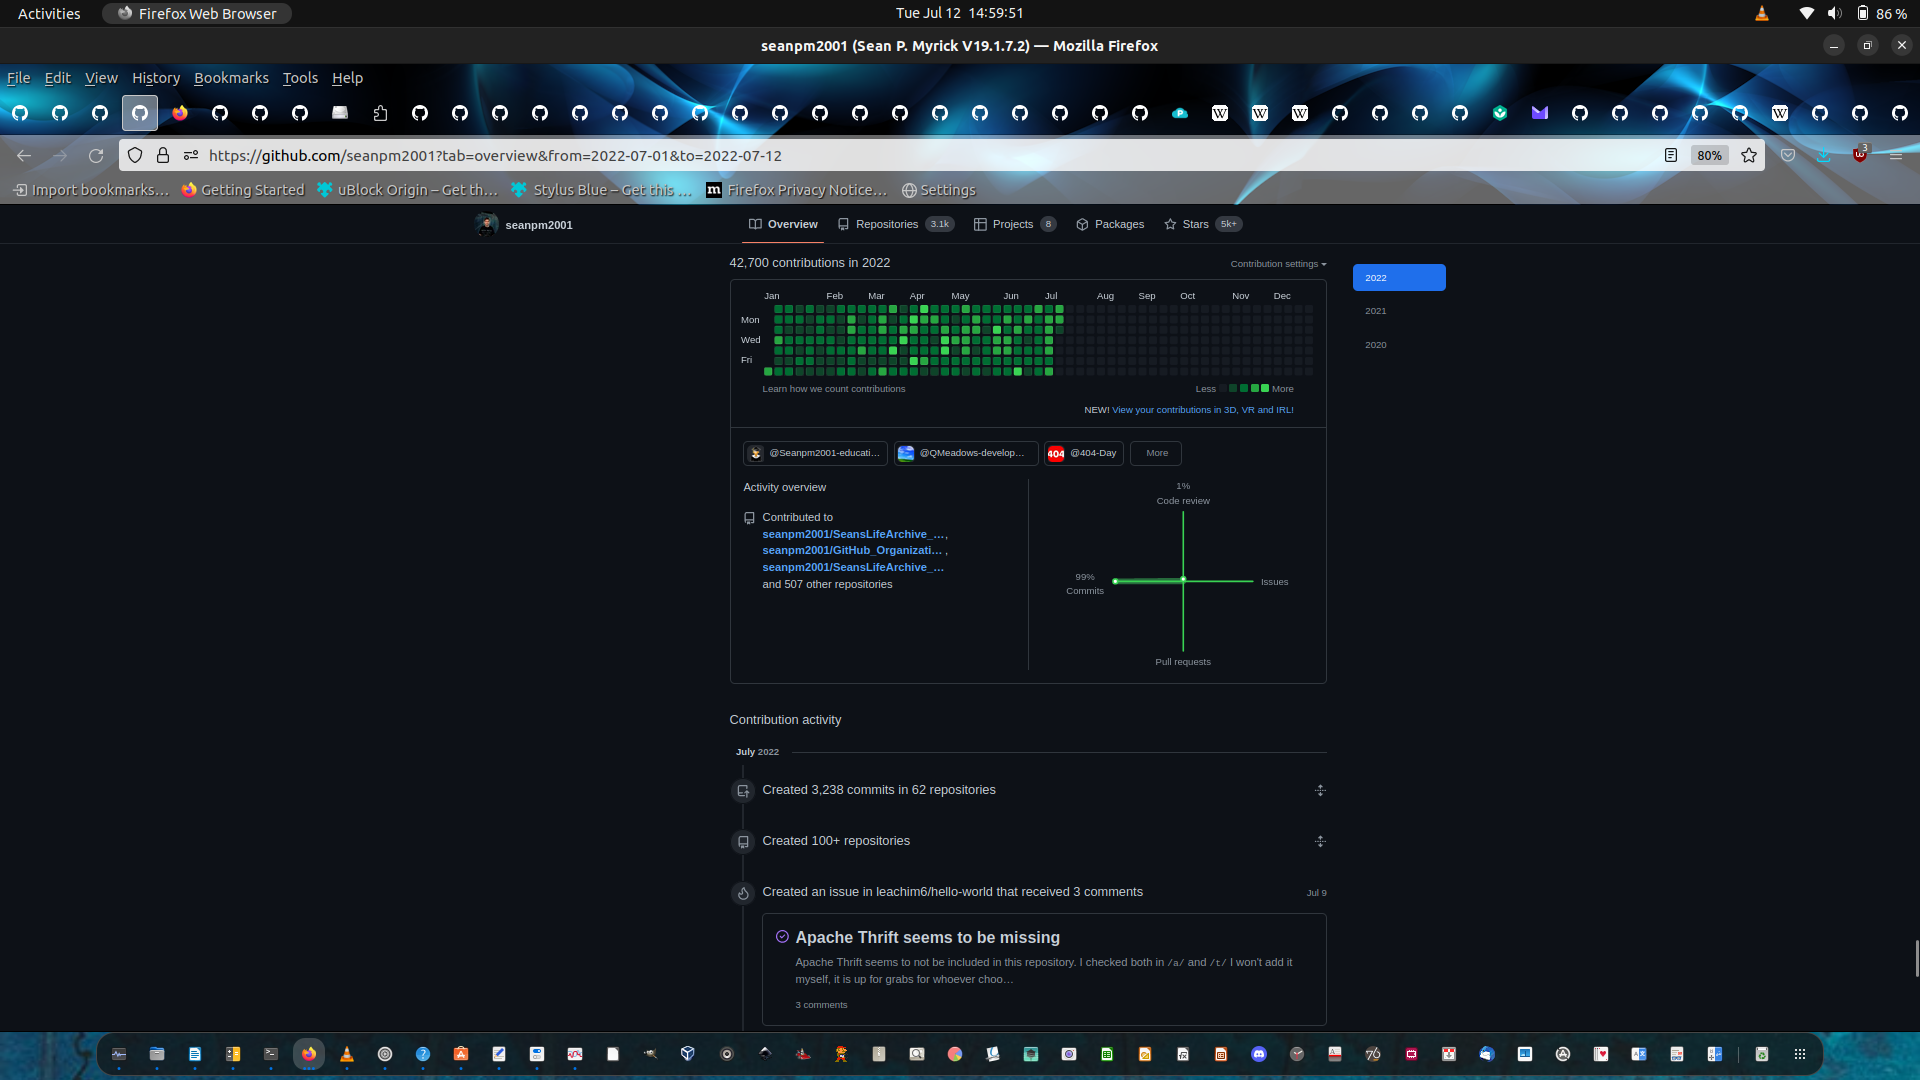 Activities
Firefox Web Browser
Tue Jul 12 14:59:51
86 %
seanpm2001 (Sean P. Myrick V19.1.7.2) — Mozilla Firefox
File Edit View History Bookmarks Tools Help
https://github.com/seanpm2001?tab=overview&from=2022-07-01&to=2022-07-12
80%
3
Import bookmarks… Getting Started uBlock Origin – Get th… Stylus Blue – Get this … Firefox Privacy Notice… Settings
seanpm2001
Overview Repositories 3.1k Projects 8 Packages Stars 5k+
42,700 contributions in 2022
Contribution settings
2022
2021
2020
Jan Feb Mar Apr May Jun Jul Aug Sep Oct Nov Dec
Mon
Wed
Fri
Learn how we count contributions
Less More
NEW! View your contributions in 3D, VR and IRL!
@Seanpm2001-educati…
@QMeadows-develop…
404 @404-Day
More
Activity overview
Contributed to
seanpm2001/SeansLifeArchive_…,
seanpm2001/GitHub_Organizati… ,
seanpm2001/SeansLifeArchive_…
and 507 other repositories
1%
Code review
99%
Commits
Issues
Pull requests
Contribution activity
July 2022
Created 3,238 commits in 62 repositories
Created 100+ repositories
Created an issue in leachim6/hello-world that received 3 comments
Jul 9
Apache Thrift seems to be missing
Apache Thrift seems to not be included in this repository. I checked both in /a/ and /t/ I won't add it
myself, it is up for grabs for whoever choo…
3 comments